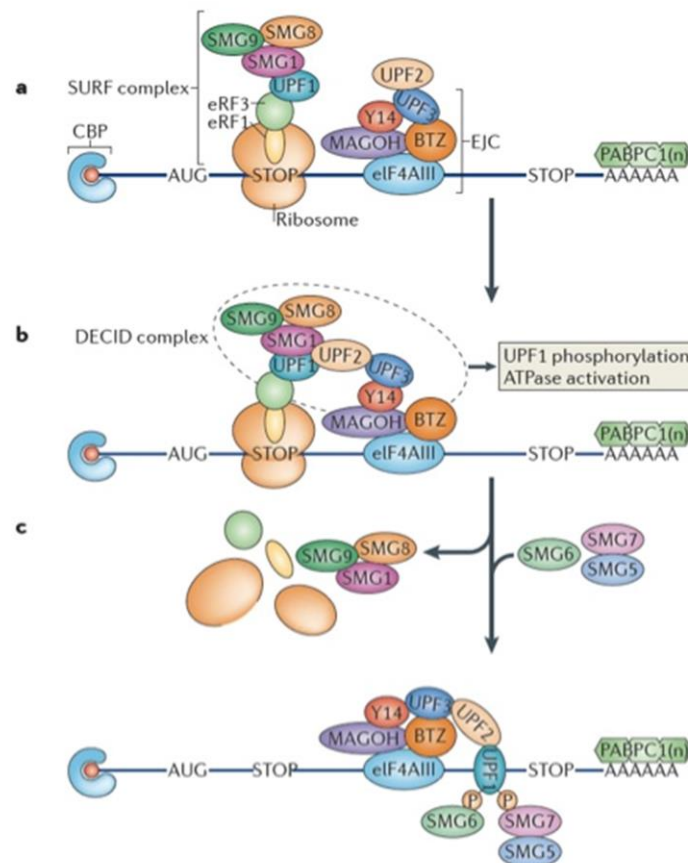 a
SMG9 SMG8
SMG1
SURF complex
UPF1
UPF2
eRF3
eRF1
Y14 UPF3
CBP
MAGOH BTZ
EJC
PABPC1(n)
AUG STOP eIF4AIII STOP AAAAAA
Ribosome
b
DECID complex
SMG9 SMG8
SMG1
UPF1 UPF2 UPF3
UPF1 phosphorylation
ATPase activation
Y14
MAGOH BTZ
PABPC1(n)
AUG STOP eIF4AIII STOP AAAAAA
c
SMG9 SMG8
SMG1
SMG6 SMG7
SMG5
Y14 UPF3 UPF2
MAGOH BTZ
UPF1
PABPC1(n)
AUG STOP eIF4AIII STOP AAAAAA
P P
SMG6 SMG7
SMG5